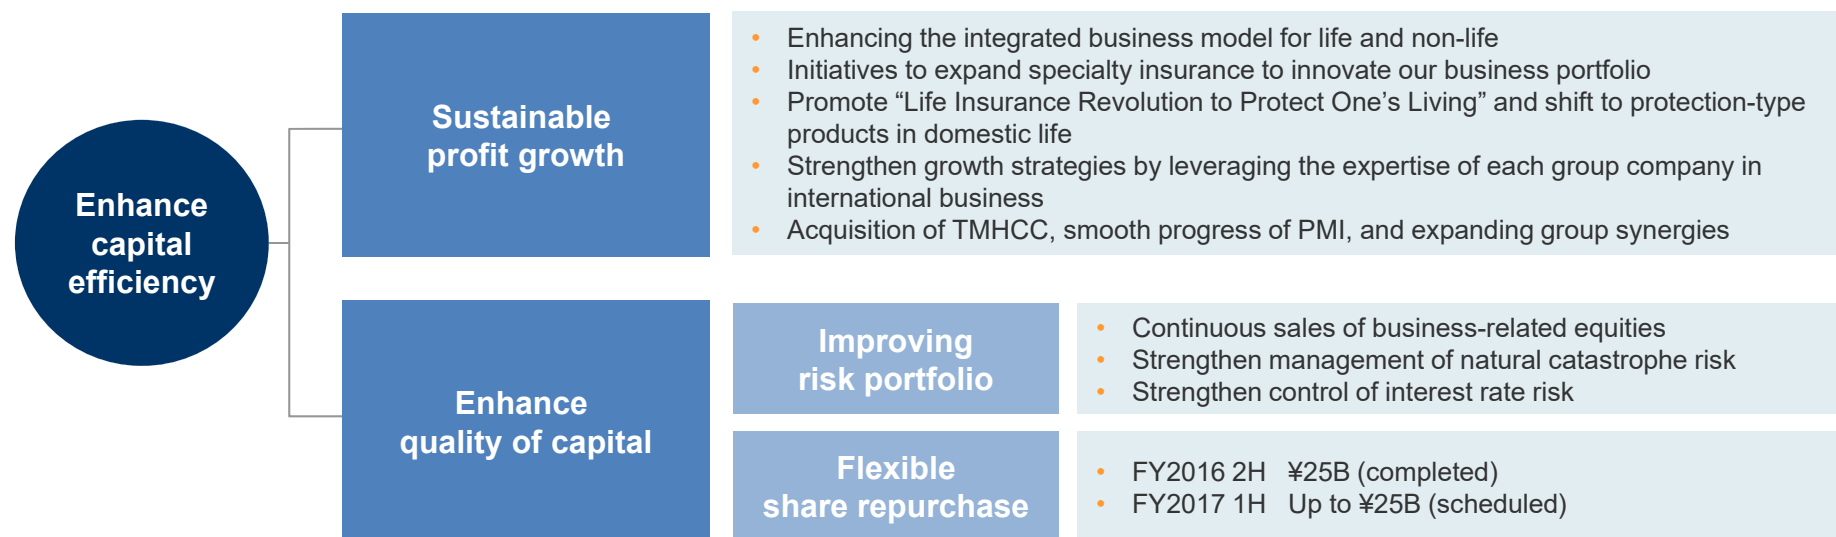 Enhance
capital
efficiency
Sustainable
profit growth
• Enhancing the integrated business model for life and non-life
• Initiatives to expand specialty insurance to innovate our business portfolio
• Promote “Life Insurance Revolution to Protect One’s Living” and shift to protection-type
products in domestic life
• Strengthen growth strategies by leveraging the expertise of each group company in
international business
• Acquisition of TMHCC, smooth progress of PMI, and expanding group synergies
Enhance
quality of capital
Improving
risk portfolio
• Continuous sales of business-related equities
• Strengthen management of natural catastrophe risk
• Strengthen control of interest rate risk
Flexible
share repurchase
• FY2016 2H ¥25B (completed)
• FY2017 1H Up to ¥25B (scheduled)